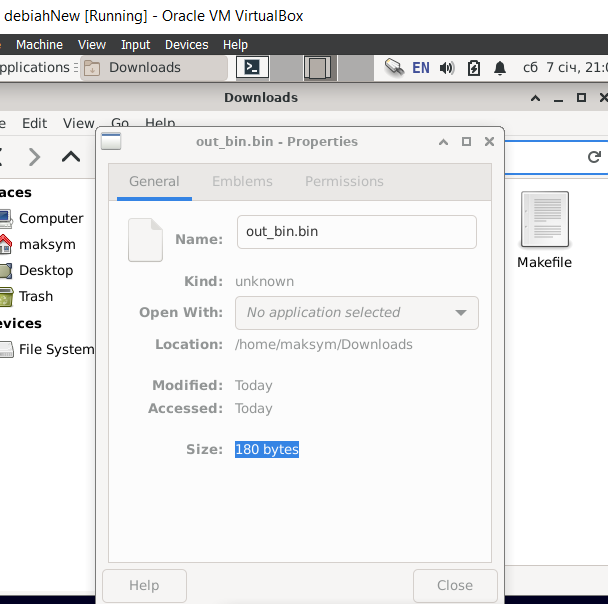 debiahNew [Running] - Oracle VM VirtualBox
Machine View Input Devices Help
pplications Downloads EN сб 7 січ, 21:0
Downloads
e Edit View Go Help
out_bin.bin - Properties
General Emblems Permissions
aces
Computer
maksym
Desktop
Trash
evices
File System
Name: out_bin.bin
Kind: unknown
Open With: No application selected
Location: /home/maksym/Downloads
Modified: Today
Accessed: Today
Size: 180 bytes
Help Close
Makefile